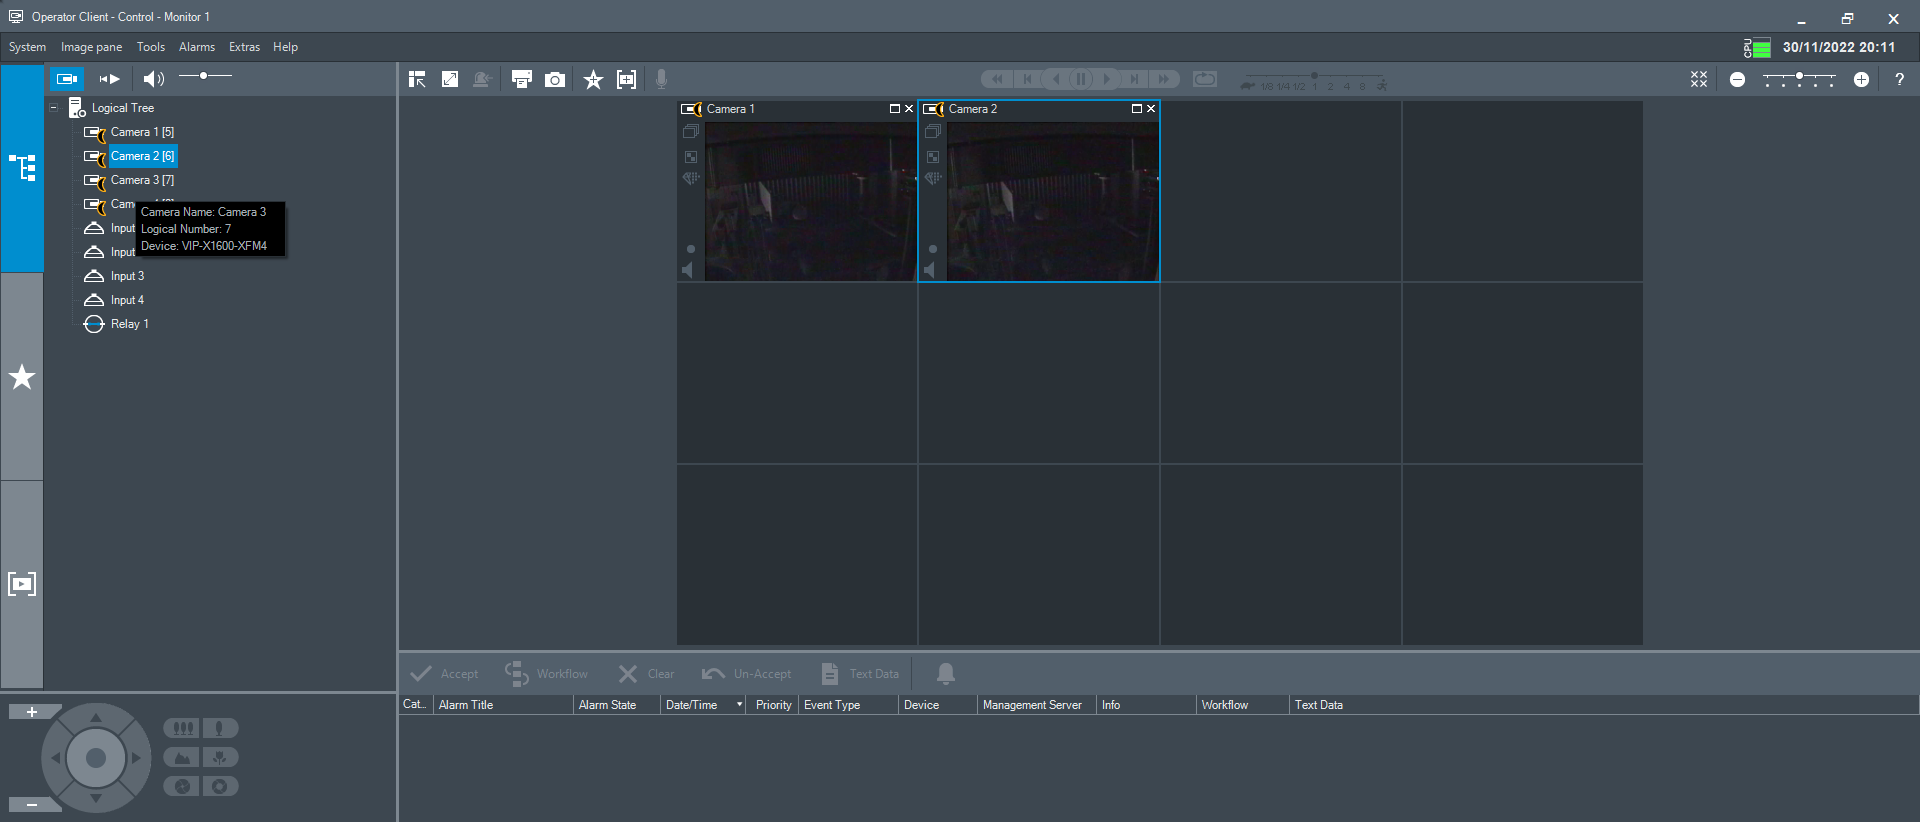 Operator Client - Control - Monitor 1
System Image pane Tools Alarms Extras Help
CPU 30/11/2022 20:11
1/8 1/4 1/2 1 2 4 8
?
Logical Tree
Camera 1 [5]
Camera 2 [6]
Camera 3 [7]
Came
Camera Name: Camera 3
Logical Number: 7
Device: VIP-X1600-XFM4
Input
Input
Input 3
Input 4
Relay 1
Camera 1
Camera 2
Accept Workflow Clear Un-Accept Text Data
Cat... Alarm Title Alarm State Date/Time Priority Event Type Device Management Server Info Workflow Text Data